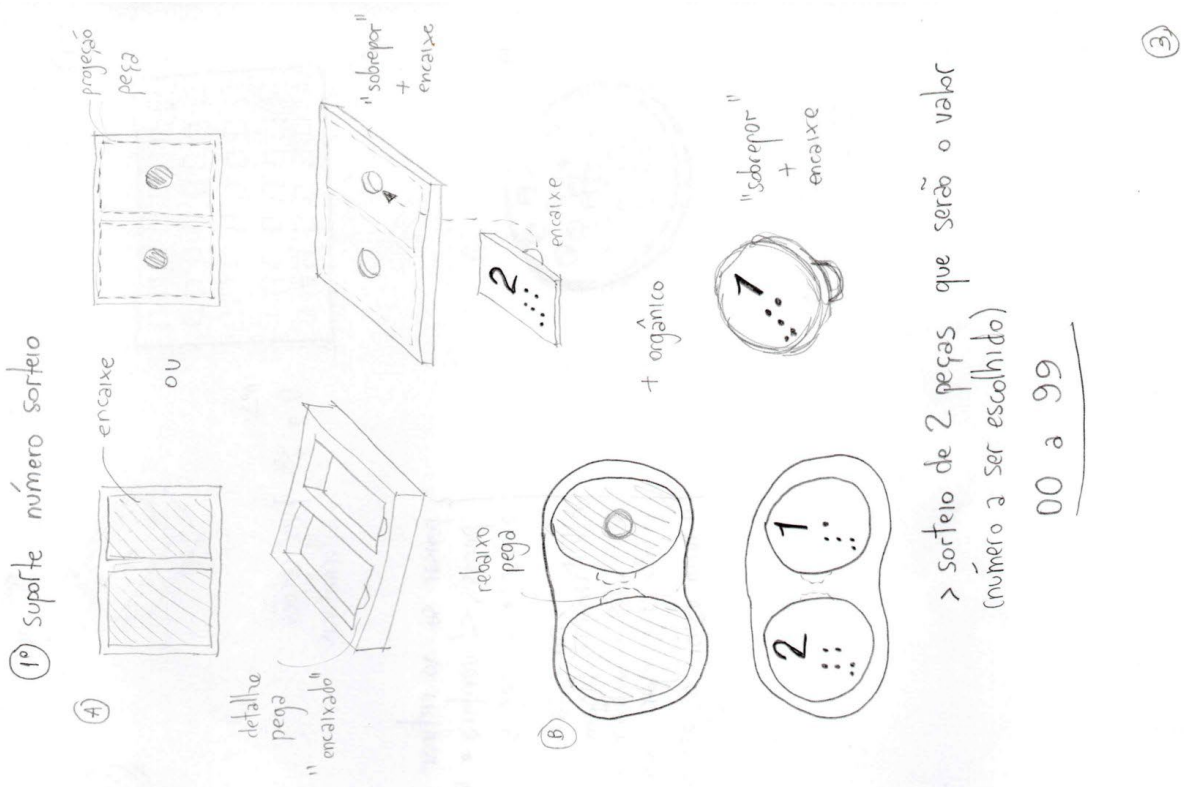 1º suporte número sorteio
A
encaixe
ou
projeção
peça
detalhe
pega
"encaixado"
"sobrepor"
+
encaixe
2
encaixe
B
rebaixo
pega
+ orgânico
2
1
1
"sobrepor"
+
encaixe
> sorteio de 2 peças que serão o valor
(número a ser escolhido)
00 a 99
3.